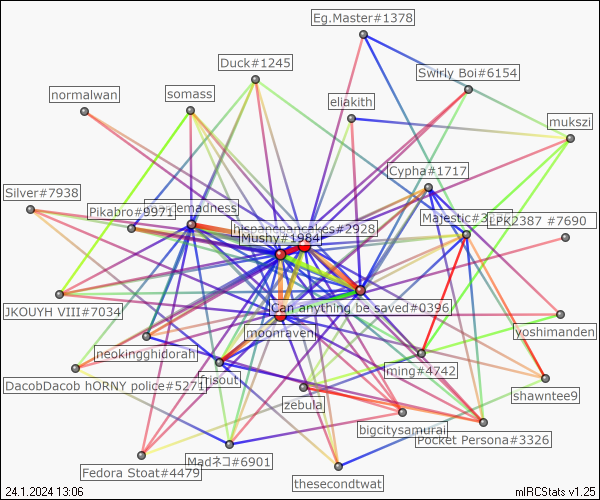 Eg.Master#1378
Duck#1245
Swirly Boi#6154
normalwan
somass
eliakith
mukszi
Cypha#1717
Silver#7938
Pikabro#9971
madness
Majestic#3
LPK2387 #7690
hispanicpancakes#2928
Mushy#1984
JKOUYH VIII#7034
Can anything be saved#0396
moonraven
yoshimanden
neokingghidorah
frisout
ming#4742
DacobDacob hORNY police#5271
shawntee9
zebula
bigcitysamurai
Pocket Persona#3326
Fedora Stoat#4479
Madネコ#6901
thesecondtwat
24.1.2024 13:06
mIRCStats v1.25